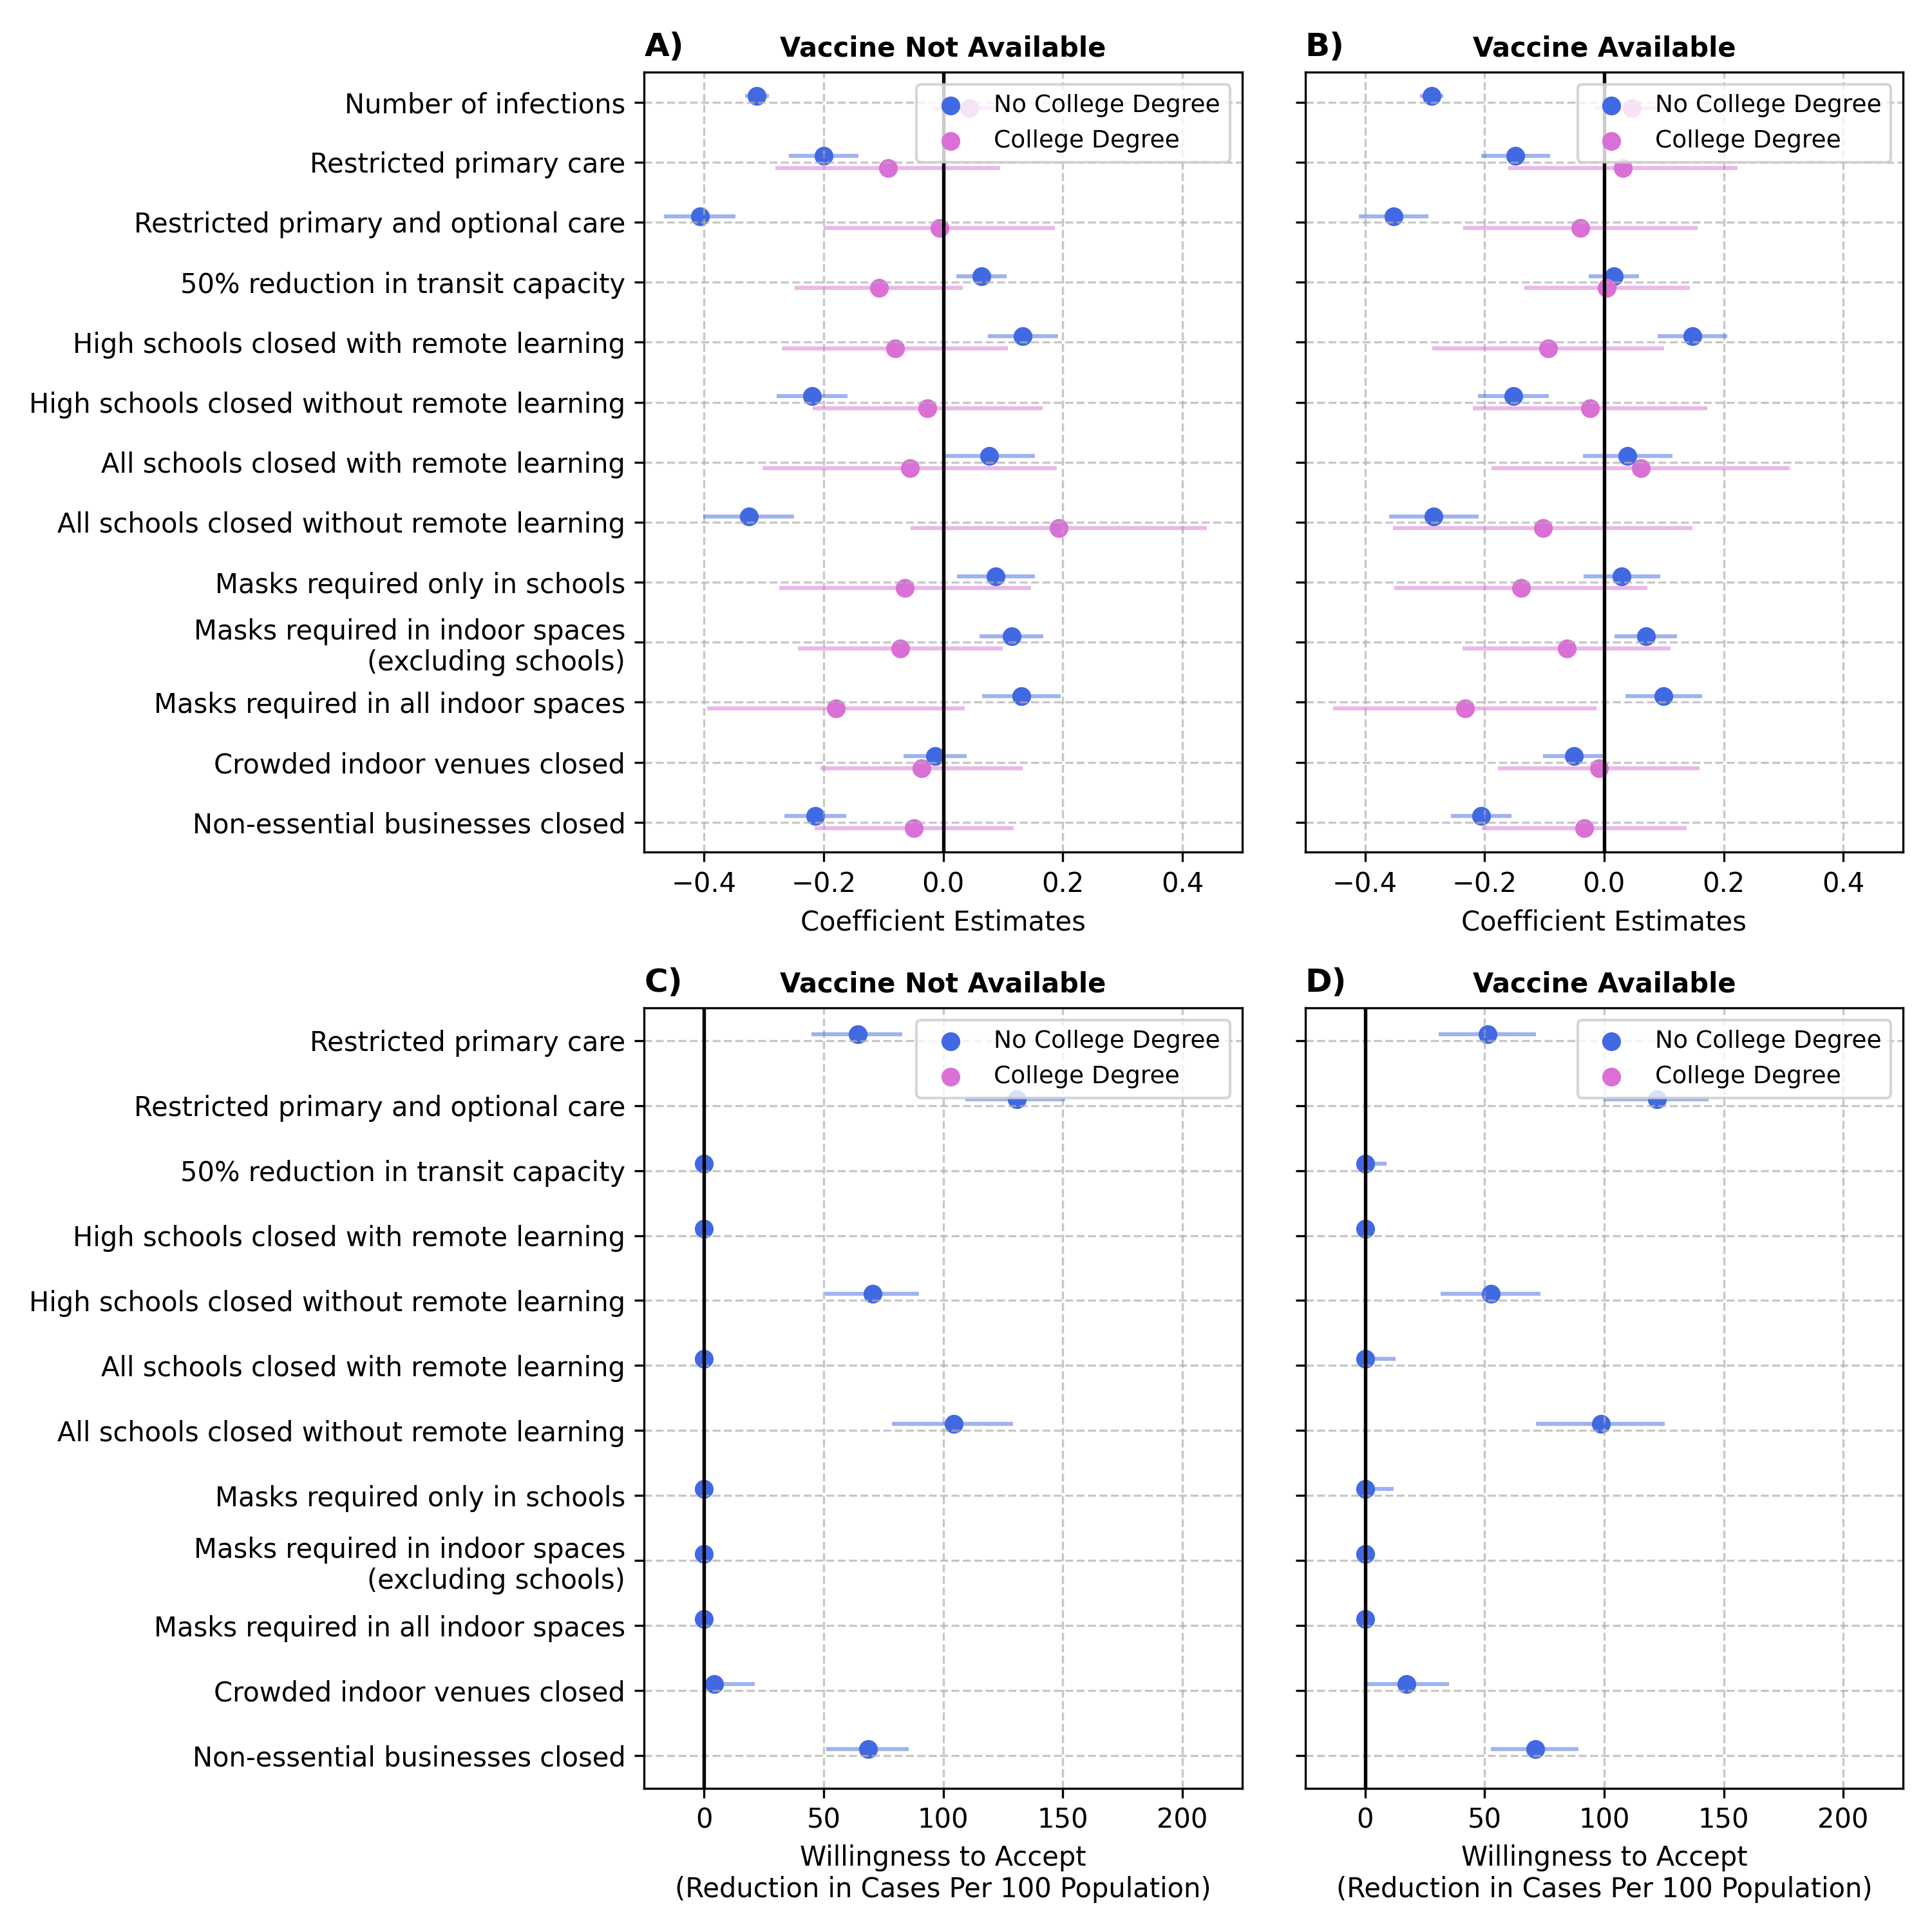 A) Vaccine Not Available
B) Vaccine Available
No College Degree
College Degree
No College Degree
College Degree
Number of infections
Restricted primary care
Restricted primary and optional care
50% reduction in transit capacity
High schools closed with remote learning
High schools closed without remote learning
All schools closed with remote learning
All schools closed without remote learning
Masks required only in schools
Masks required in indoor spaces
(excluding schools)
Masks required in all indoor spaces
Crowded indoor venues closed
Non-essential businesses closed
−0.4 −0.2 0.0 0.2 0.4
−0.4 −0.2 0.0 0.2 0.4
Coefficient Estimates
Coefficient Estimates
C) Vaccine Not Available
D) Vaccine Available
No College Degree
College Degree
No College Degree
College Degree
Restricted primary care
Restricted primary and optional care
50% reduction in transit capacity
High schools closed with remote learning
High schools closed without remote learning
All schools closed with remote learning
All schools closed without remote learning
Masks required only in schools
Masks required in indoor spaces
(excluding schools)
Masks required in all indoor spaces
Crowded indoor venues closed
Non-essential businesses closed
0 50 100 150 200
0 50 100 150 200
Willingness to Accept
(Reduction in Cases Per 100 Population)
Willingness to Accept
(Reduction in Cases Per 100 Population)